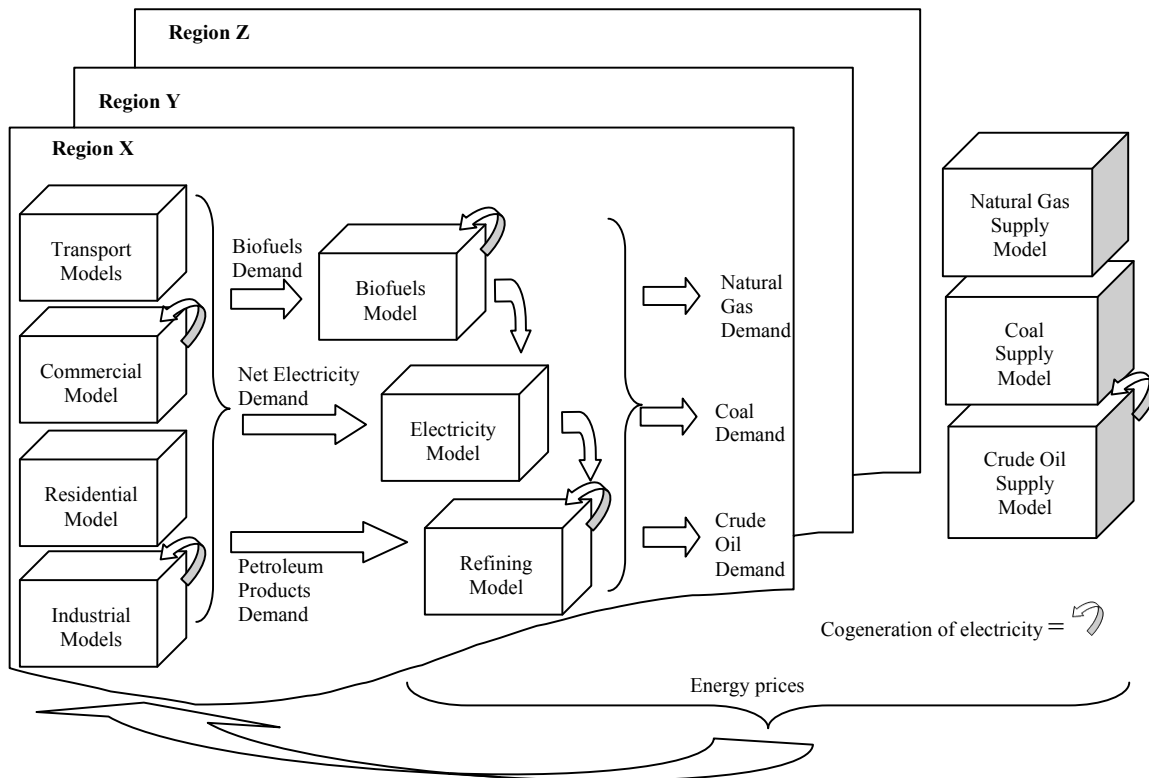 Region Z
Region Y
Region X
Transport
Models
Commercial
Model
Residential
Model
Industrial
Models
Biofuels
Demand
Net Electricity
Demand
Petroleum
Products
Demand
Biofuels
Model
Electricity
Model
Refining
Model
Natural
Gas
Demand
Coal
Demand
Crude
Oil
Demand
Natural Gas
Supply
Model
Coal
Supply
Model
Crude Oil
Supply
Model
Cogeneration of electricity =
Energy prices